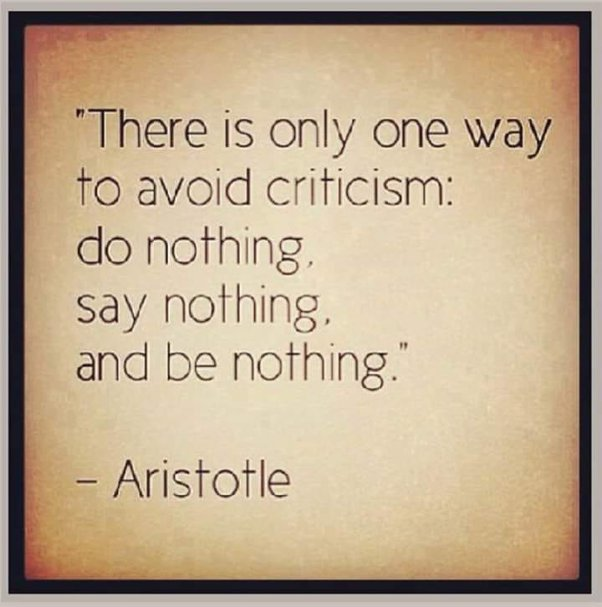 "There is only one way
to avoid criticism:
do nothing,
say nothing,
and be nothing."
– Aristotle